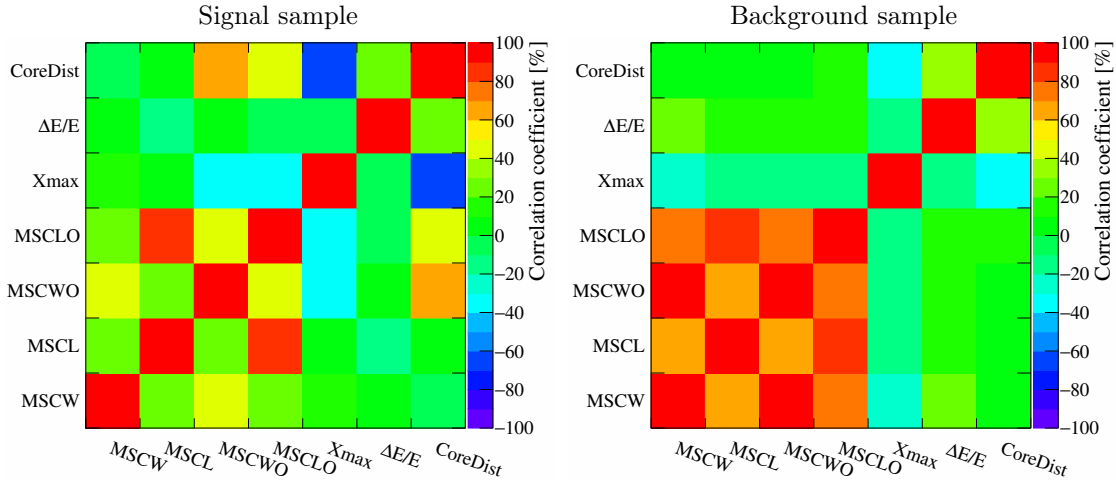 Signal sample
CoreDist
ΔE/E
Xmax
MSCLO
MSCWO
MSCL
MSCW
MSCW
MSCL
MSCWO
MSCLO
Xmax
ΔE/E
CoreDist
100
80
60
40
20
0
−20
−40
−60
−80
−100
Correlation coefficient [%]
Background sample
CoreDist
ΔE/E
Xmax
MSCLO
MSCWO
MSCL
MSCW
MSCW
MSCL
MSCWO
MSCLO
Xmax
ΔE/E
CoreDist
100
80
60
40
20
0
−20
−40
−60
−80
−100
Correlation coefficient [%]